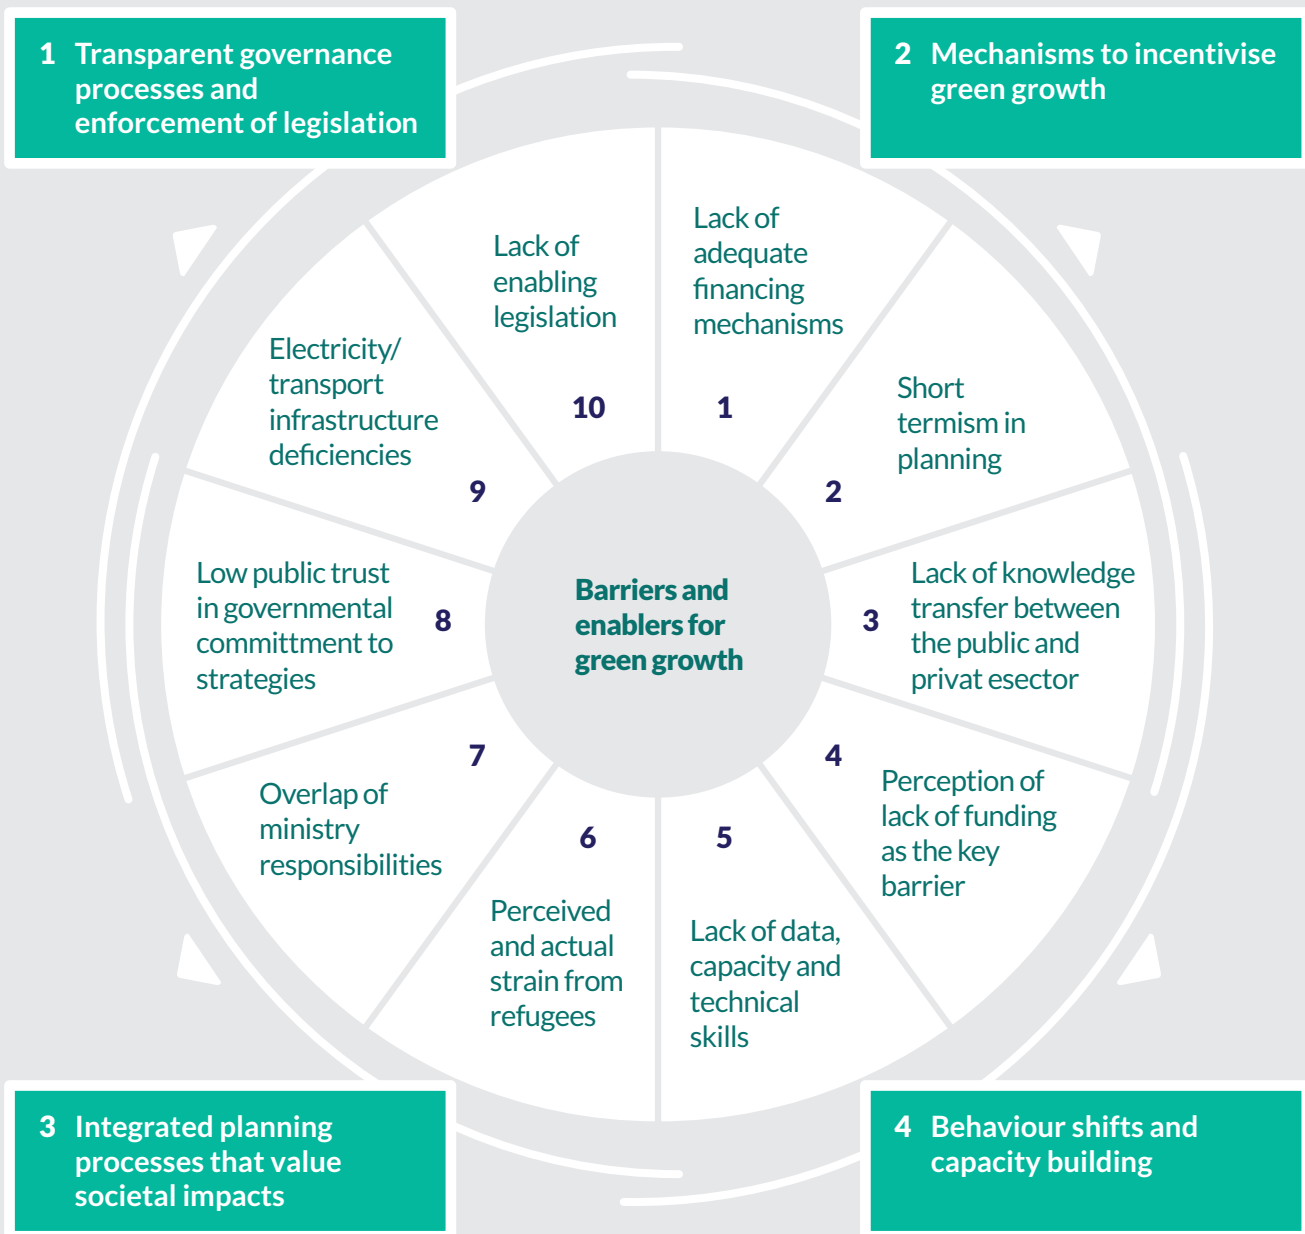 1 Transparent governance
processes and
enforcement of legislation
2 Mechanisms to incentivise
green growth
Lack of
adequate
financing
mechanisms
1
Short
termism in
planning
2
Lack of knowledge
transfer between
the public and
privat esector
3
Perception of
lack of funding
as the key
barrier
4
Lack of data,
capacity and
technical
skills
5
Perceived
and actual
strain from
refugees
6
Overlap of
ministry
responsibilities
7
Low public trust
in governmental
committment to
strategies
8
Electricity/
transport
infrastructure
deficiencies
9
Lack of
enabling
legislation
10
Barriers and
enablers for
green growth
3 Integrated planning
processes that value
societal impacts
4 Behaviour shifts and
capacity building